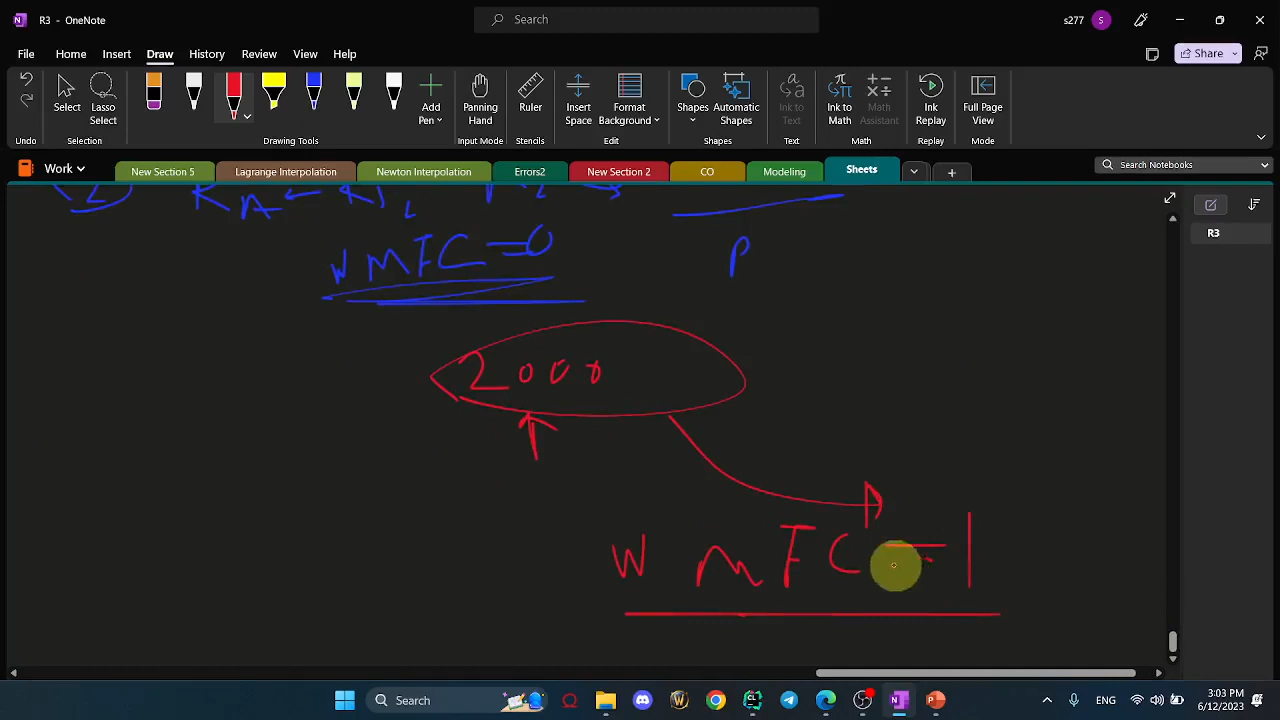 R3 - OneNote
Search
s277
S
File Home Insert Draw History Review View Help
Share
Undo
Select
Lasso Select
Add Pen
Panning Hand
Ruler
Insert Space
Format Background
Shapes
Automatic Shapes
Ink to Text
Ink to Math
Math Assistant
Ink Replay
Full Page View
Undo Selection Drawing Tools Input Mode Stencils Edit Shapes Math Replay Mode
Work New Section 5 Lagrange Interpolation Newton Interpolation Errors2 New Section 2 CO Modeling Sheets
Search Notebooks
R3
WMFC=0
P
2000
WMFC=1
Search
ENG
3:03 PM
6/12/2023